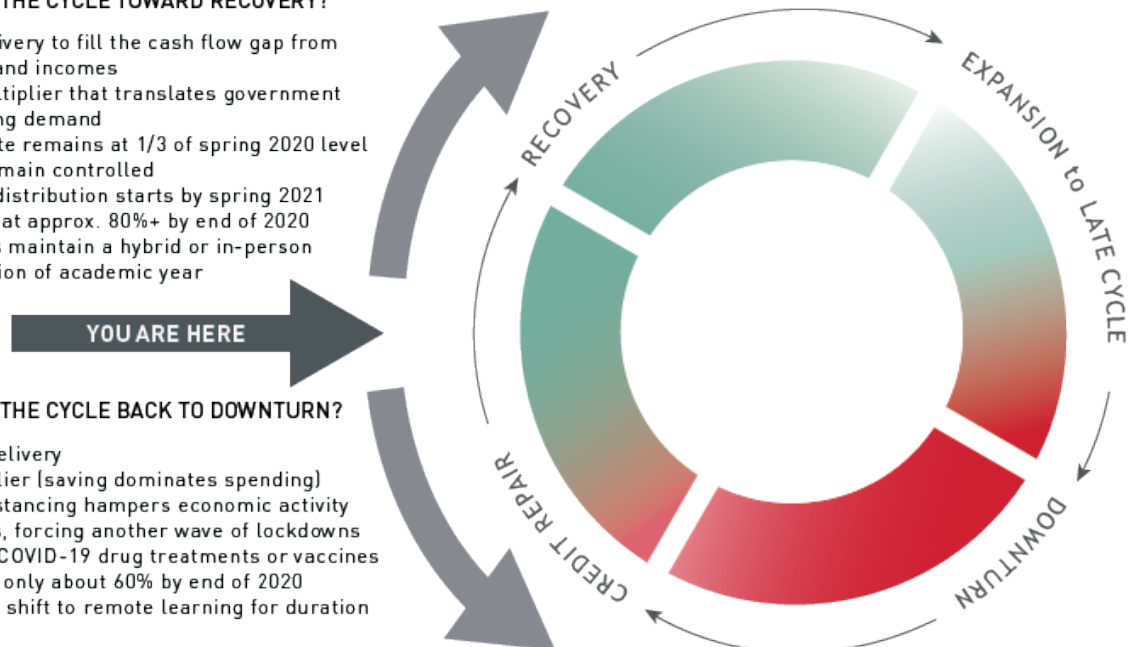 THE CYCLE TOWARD RECOVERY?
ivery to fill the cash flow gap from
and incomes
ltiplier that translates government
ng demand
te remains at 1/3 of spring 2020 level
main controlled
distribution starts by spring 2021
at approx. 80%+ by end of 2020
s maintain a hybrid or in-person
ion of academic year
YOU ARE HERE
THE CYCLE BACK TO DOWNTURN?
elivery
lier (saving dominates spending)
stancing hampers economic activity
s, forcing another wave of lockdowns
COVID-19 drug treatments or vaccines
only about 60% by end of 2020
shift to remote learning for duration
RECOVERY
EXPANSION to LATE CYCLE
DOWNTURN
CREDIT REPAIR